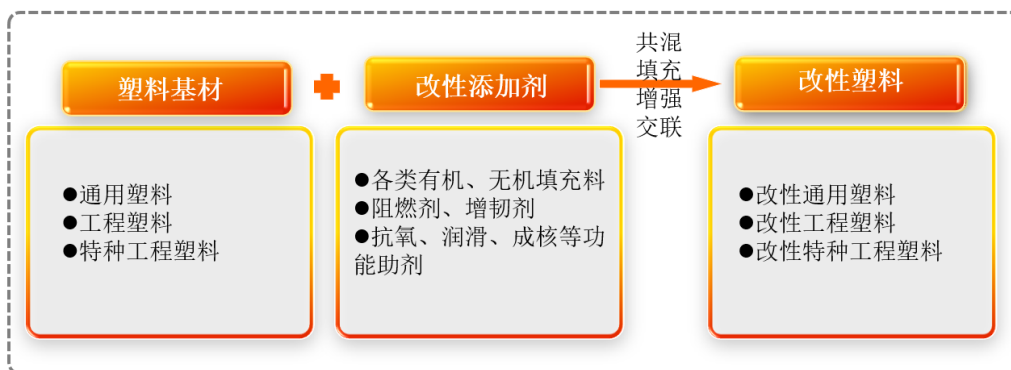 塑料基材
改性添加剂
共混
填充
增强
交联
改性塑料
●通用塑料
●工程塑料
●特种工程塑料
●各类有机、无机填充料
●阻燃剂、增韧剂
●抗氧、润滑、成核等功
能助剂
●改性通用塑料
●改性工程塑料
●改性特种工程塑料